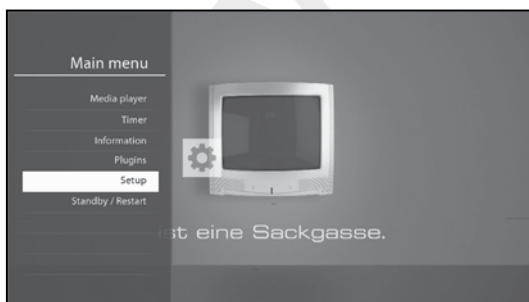 Main menu
Media player
Timer
Information
Plugins
Setup
Standby / Restart
ist eine Sackgasse.